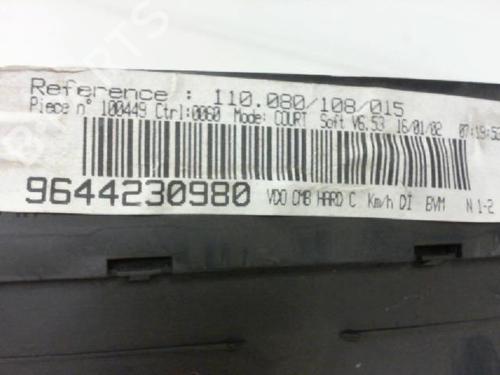 Reference : 110.080/108/015
Piece n° 100449 Ctrl:0060 Mode: COURT Soft V6.53 16/01/02 07:19:52
9644230980 VDO CMB HARD C Km/h DI BVM N 1-2